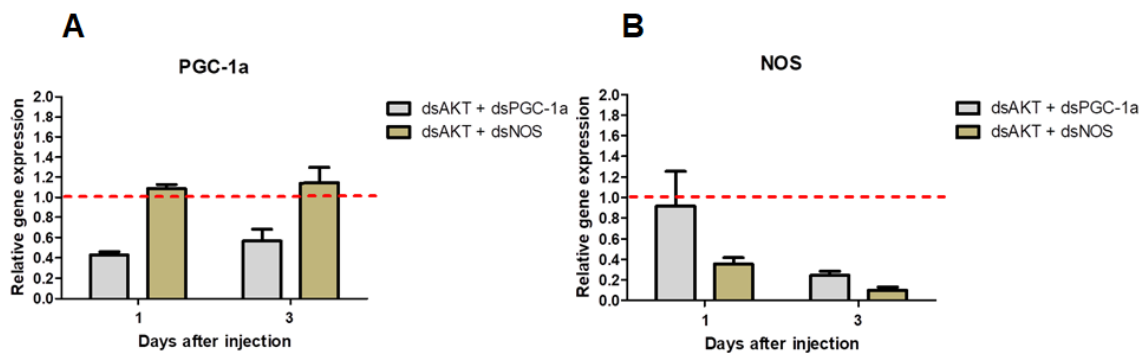 A
PGC-1a
Relative gene expression
2.0
1.8
1.6
1.4
1.2
1.0
0.8
0.6
0.4
0.2
0.0
1
3
Days after injection
dsAKT + dsPGC-1a
dsAKT + dsNOS
B
NOS
Relative gene expression
2.0
1.8
1.6
1.4
1.2
1.0
0.8
0.6
0.4
0.2
0.0
1
3
Days after injection
dsAKT + dsPGC-1a
dsAKT + dsNOS